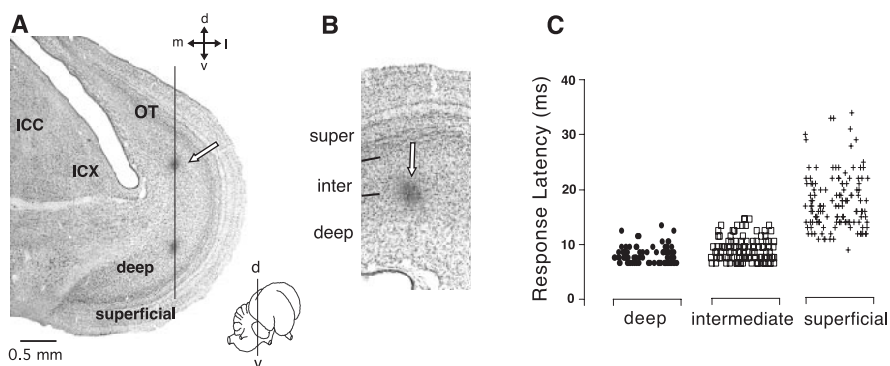 A
d
m l
v
OT
ICC
ICX
deep
superficial
0.5 mm
d
v
B
super
inter
deep
C
Response Latency (ms)
40
30
20
10
0
deep intermediate superficial